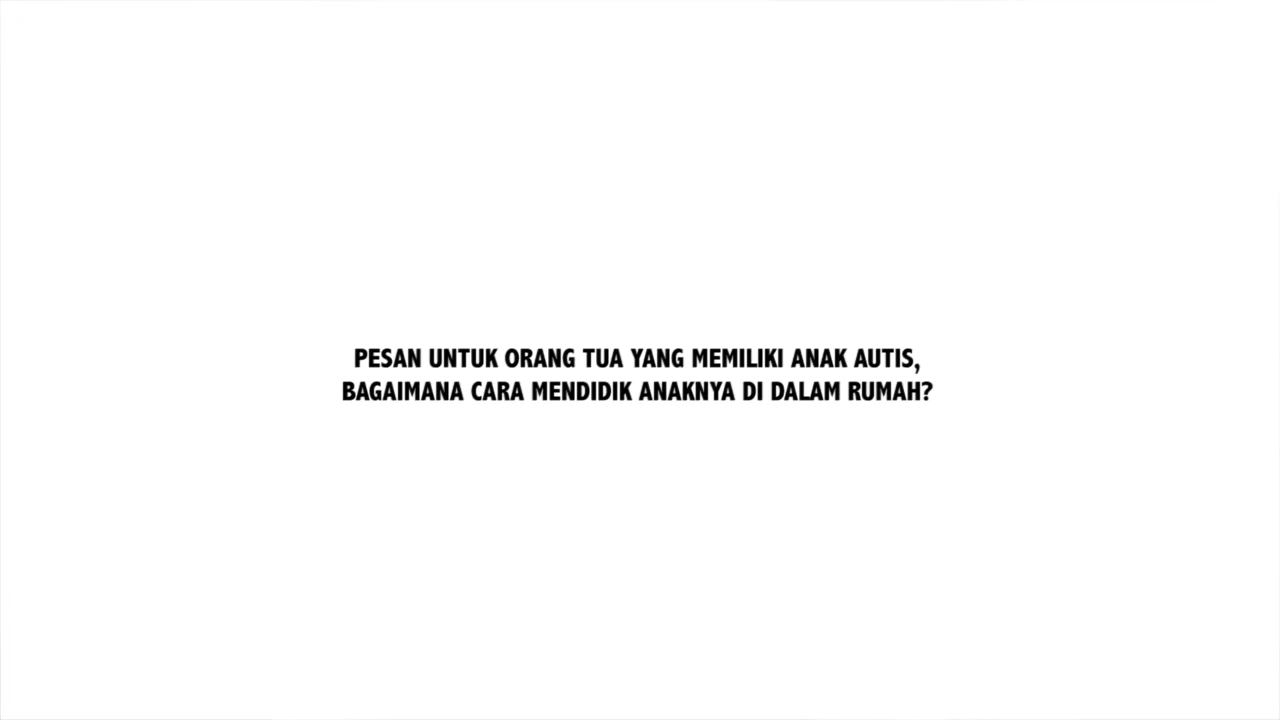 PESAN UNTUK ORANG TUA YANG MEMILIKI ANAK AUTIS,
BAGAIMANA CARA MENDIDIK ANAKNYA DI DALAM RUMAH?